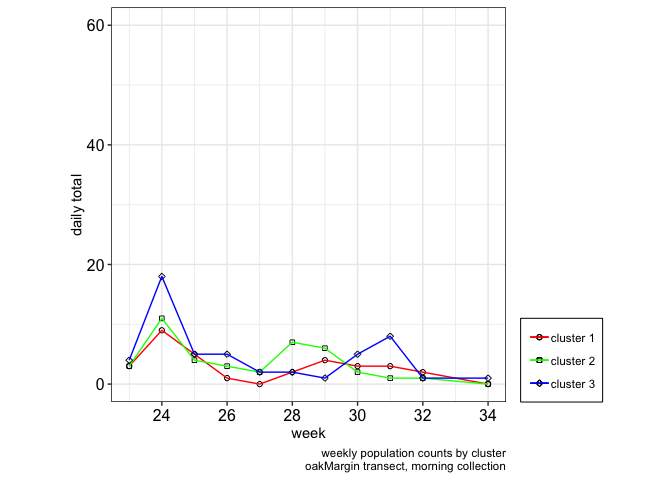 60
40
20
0
daily total
24
26
28
30
32
34
week
cluster 1
cluster 2
cluster 3
weekly population counts by cluster
oakMargin transect, morning collection